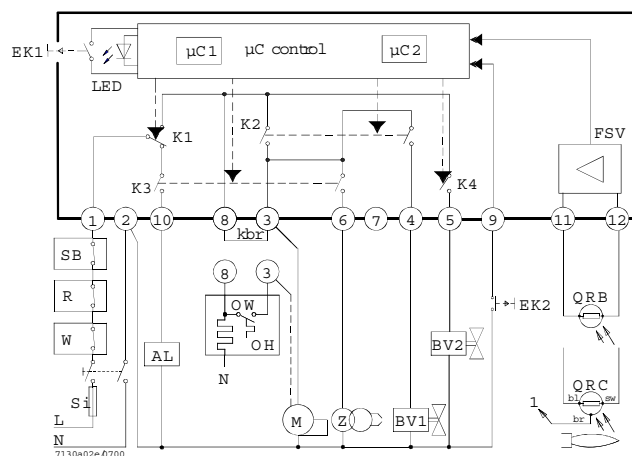 µC1 µC control µC2
EK1
LED
FSV
K1 K2
K3 K4
1 2 10 8 3 6 7 4 5 9 11 12
kbr
SB
R
W
8 3
OW
OH
N
AL
EK2
QRB
BV2
QRC
bl sw
br
1
Si
L
N
M Z BV1
7130a02e/0700